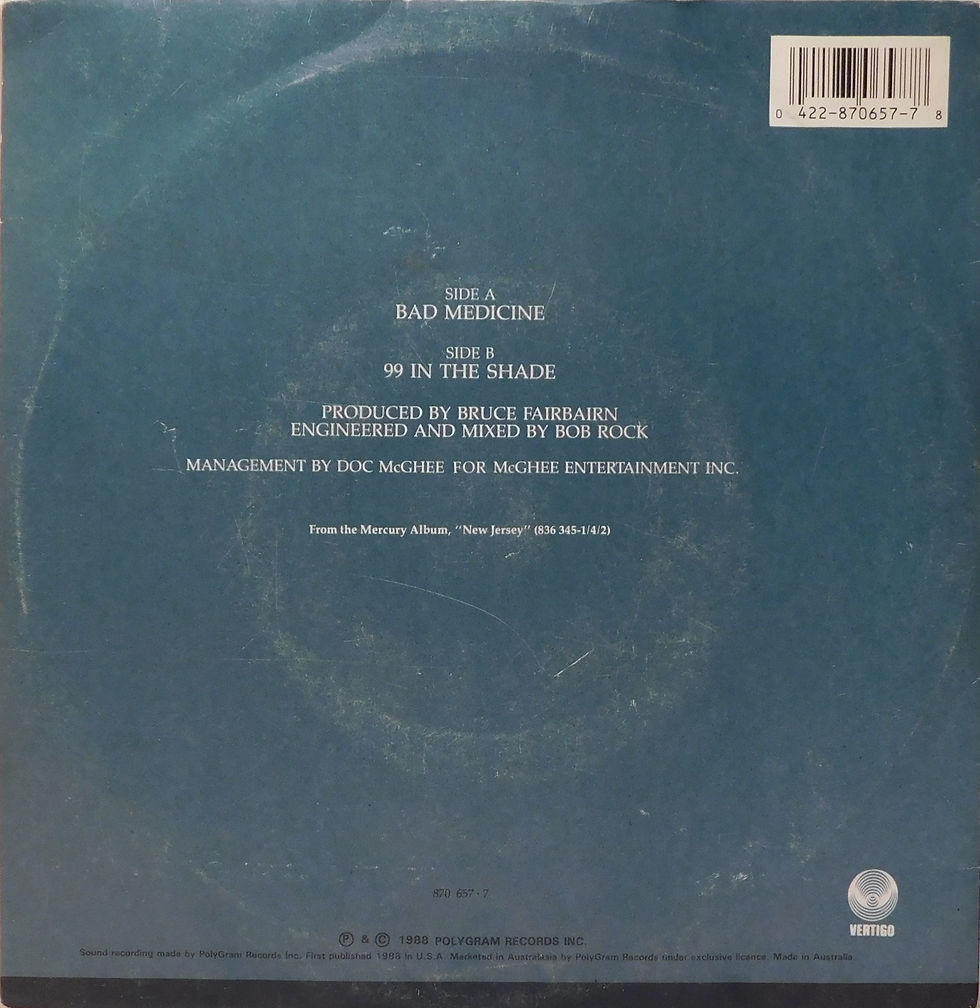 0 422-870657-7 8
SIDE A
BAD MEDICINE
SIDE B
99 IN THE SHADE
PRODUCED BY BRUCE FAIRBAIRN
ENGINEERED AND MIXED BY BOB ROCK
MANAGEMENT BY DOC McGHEE FOR McGHEE ENTERTAINMENT INC.
From the Mercury Album, "New Jersey" (836 345-1/4/2)
870 657·7
VERTIGO
Ⓟ & Ⓒ 1988 POLYGRAM RECORDS INC.
Sound recording made by PolyGram Records Inc. First published 1988 in U.S.A. Marketed in Australasia by PolyGram Records under exclusive licence. Made in Australia.